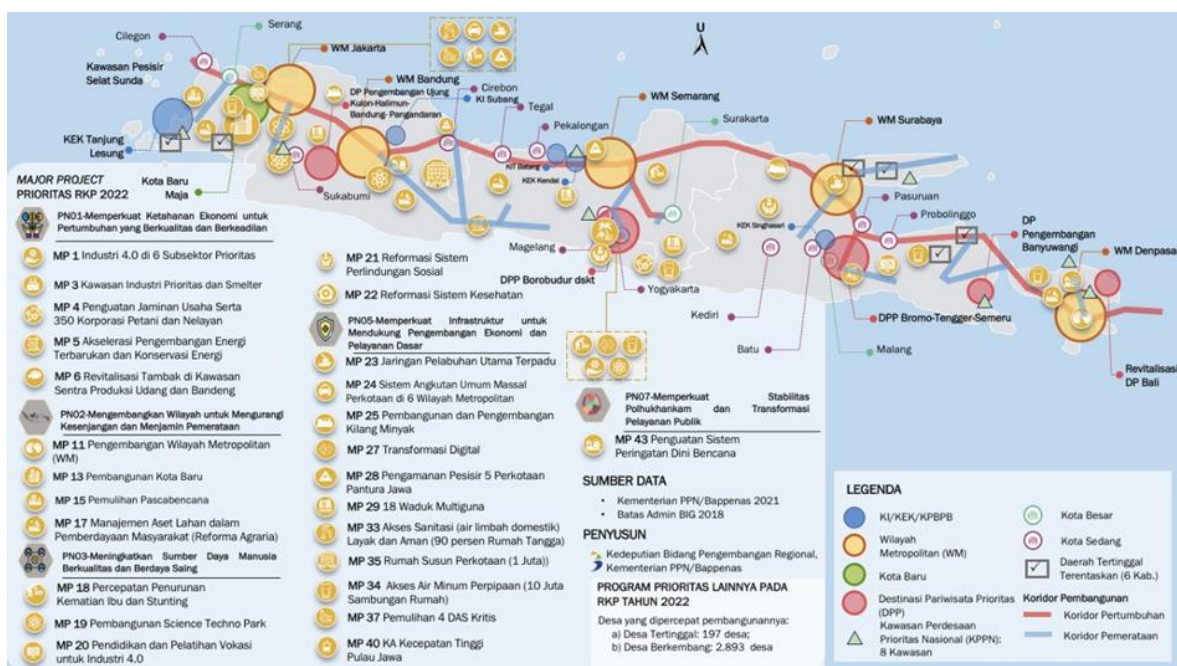 Cilegon
Serang
Kawasan Pesisir
Selat Sunda
WM Jakarta
WM Bandung
DP Pengembangan Ujung
Kulon-Halimun-
Bandung- Pangandaran
Cirebon
KI Subang
Tegal
Pekalongan
KIT Batang
KEK Kendal
WM Semarang
Surakarta
U
WM Surabaya
Pasuruan
Probolinggo
KEK Singhasari
DP
Pengembangan
Banyuwangi
WM Denpasa
KEK Tanjung
Lesung
Kota Baru
Maja
Sukabumi
Magelang
DPP Borobudur dskt
Yogyakarta
Kediri
Batu
Malang
DPP Bromo-Tengger-Semeru
Revitalisasi
DP Bali
MAJOR PROJECT
PRIORITAS RKP 2022
PN01-Memperkuat Ketahanan Ekonomi untuk
Pertumbuhan yang Berkualitas dan Berkeadilan
MP 1 Industri 4.0 di 6 Subsektor Prioritas
MP 3 Kawasan Industri Prioritas dan Smelter
MP 4 Penguatan Jaminan Usaha Serta
350 Korporasi Petani dan Nelayan
MP 5 Akselerasi Pengembangan Energi
Terbarukan dan Konservasi Energi
MP 6 Revitalisasi Tambak di Kawasan
Sentra Produksi Udang dan Bandeng
PN02-Mengembangkan Wilayah untuk Mengurangi
Kesenjangan dan Menjamin Pemerataan
MP 11 Pengembangan Wilayah Metropolitan
(WM)
MP 13 Pembangunan Kota Baru
MP 15 Pemulihan Pascabencana
MP 17 Manajemen Aset Lahan dalam
Pemberdayaan Masyarakat (Reforma Agraria)
PN03-Meningkatkan Sumber Daya Manusia
Berkualitas dan Berdaya Saing
MP 18 Percepatan Penurunan
Kematian Ibu dan Stunting
MP 19 Pembangunan Science Techno Park
MP 20 Pendidikan dan Pelatihan Vokasi
untuk Industri 4.0
MP 21 Reformasi Sistem
Perlindungan Sosial
MP 22 Reformasi Sistem Kesehatan
PN05-Memperkuat Infrastruktur untuk
Mendukung Pengembangan Ekonomi dan
Pelayanan Dasar
MP 23 Jaringan Pelabuhan Utama Terpadu
MP 24 Sistem Angkutan Umum Massal
Perkotaan di 6 Wilayah Metropolitan
MP 25 Pembangunan dan Pengembangan
Kilang Minyak
MP 27 Transformasi Digital
MP 28 Pengamanan Pesisir 5 Perkotaan
Pantura Jawa
MP 29 18 Waduk Multiguna
MP 33 Akses Sanitasi (air limbah domestik)
Layak dan Aman (90 persen Rumah Tangga)
MP 35 Rumah Susun Perkotaan (1 Juta))
MP 34 Akses Air Minum Perpipaan (10 Juta
Sambungan Rumah)
MP 37 Pemulihan 4 DAS Kritis
MP 40 KA Kecepatan Tinggi
Pulau Jawa
PN07-Memperkuat Stabilitas
Polhukhankam dan Transformasi
Pelayanan Publik
MP 43 Penguatan Sistem
Peringatan Dini Bencana
SUMBER DATA
• Kementerian PPN/Bappenas 2021
• Batas Admin BIG 2018
PENYUSUN
Kedeputian Bidang Pengembangan Regional,
Kementerian PPN/Bappenas
PROGRAM PRIORITAS LAINNYA PADA
RKP TAHUN 2022
Desa yang dipercepat pembangunannya:
a) Desa Tertinggal: 197 desa;
b) Desa Berkembang: 2.893 desa
LEGENDA
KI/KEK/KPBPB
Wilayah
Metropolitan (WM)
Kota Baru
Destinasi Pariwisata Prioritas
(DPP)
Kawasan Perdesaan
Prioritas Nasional (KPPN):
8 Kawasan
Kota Besar
Kota Sedang
Daerah Tertinggal
Terentaskan (6 Kab.)
Koridor Pembangunan
Koridor Pertumbuhan
Koridor Pemerataan